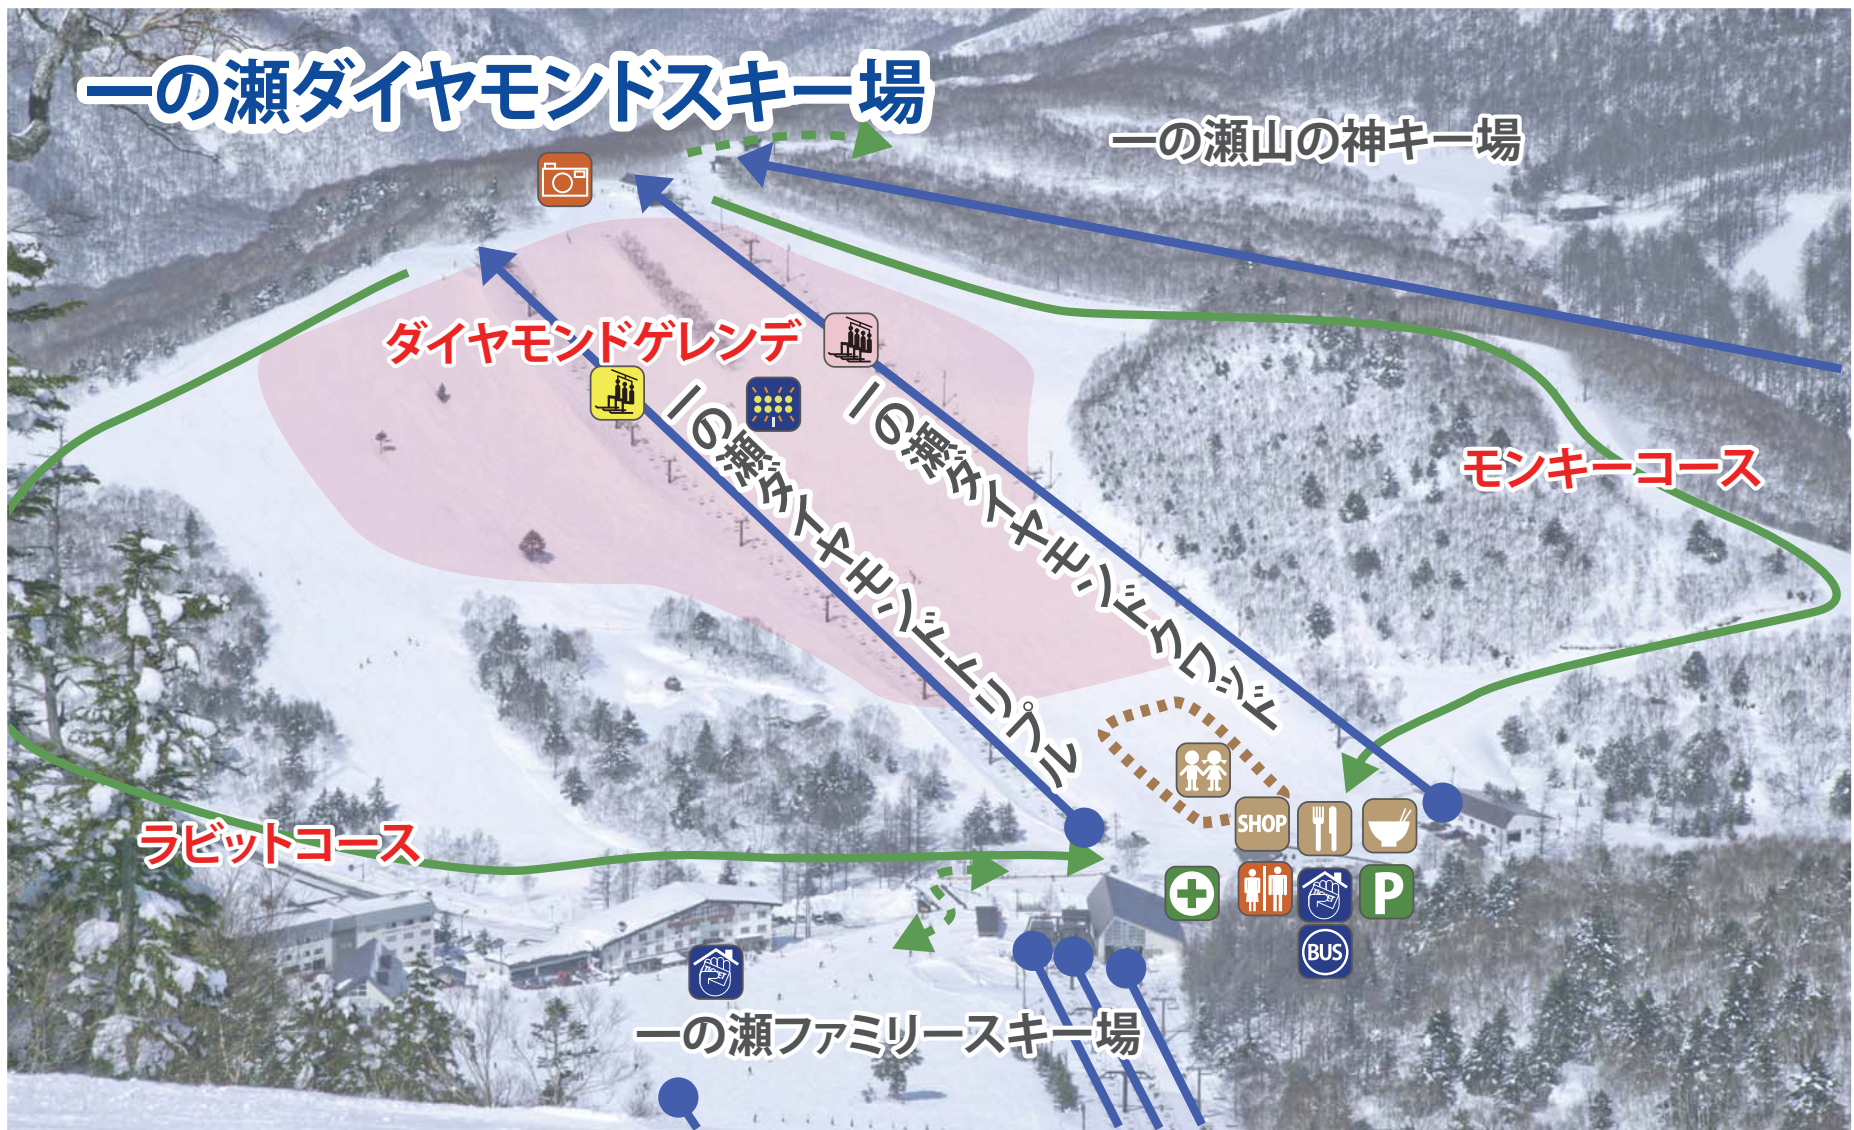 一の瀬ダイヤモンドスキー場
一の瀬山の神キー場
ダイヤモンドゲレンデ
一の瀬ダイヤモンドトリプル
一の瀬ダイヤモンドクワッド
モンキーコース
ラビットコース
SHOP
P
BUS
TICKET
TICKET
一の瀬ファミリースキー場